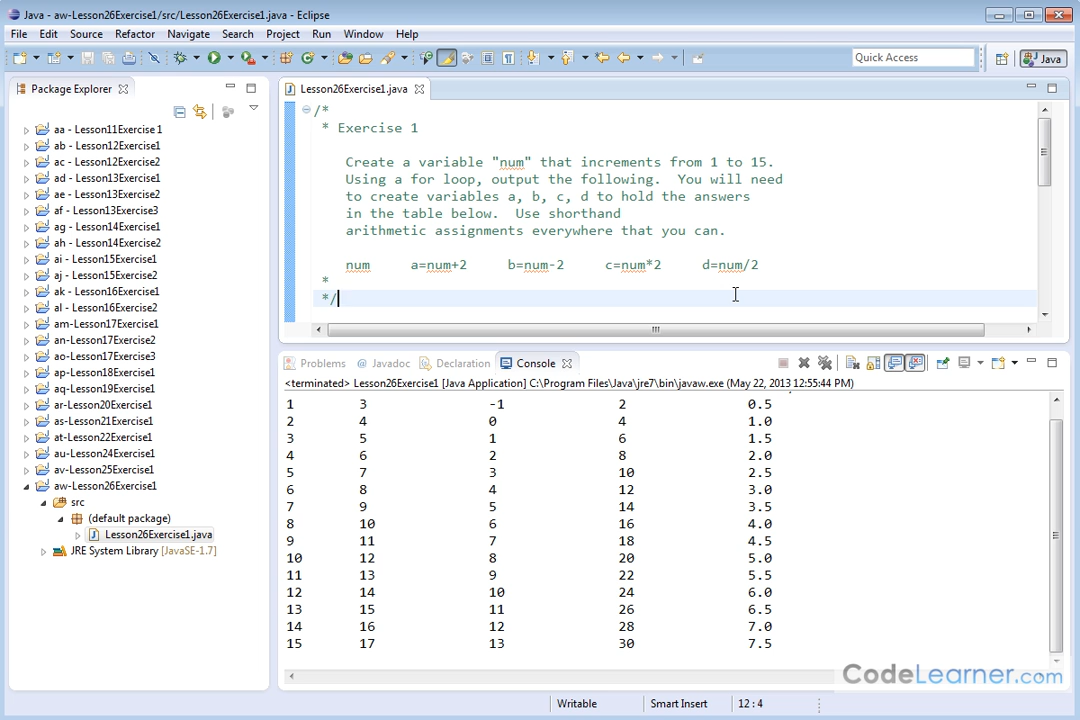 Java - aw-Lesson26Exercise1/src/Lesson26Exercise1.java - Eclipse
File Edit Source Refactor Navigate Search Project Run Window Help
Quick Access
Java
Package Explorer
Lesson26Exercise1.java
aa - Lesson11Exercise 1
ab - Lesson12Exercise1
ac - Lesson12Exercise2
ad - Lesson13Exercise1
ae - Lesson13Exercise2
af - Lesson13Exercise3
ag - Lesson14Exercise1
ah - Lesson14Exercise2
ai - Lesson15Exercise1
aj - Lesson15Exercise2
ak - Lesson16Exercise1
al - Lesson16Exercise2
am-Lesson17Exercise1
an-Lesson17Exercise2
ao-Lesson17Exercise3
ap-Lesson18Exercise1
aq-Lesson19Exercise1
ar-Lesson20Exercise1
as-Lesson21Exercise1
at-Lesson22Exercise1
au-Lesson24Exercise1
av-Lesson25Exercise1
aw-Lesson26Exercise1
src
(default package)
Lesson26Exercise1.java
JRE System Library [JavaSE-1.7]
/*
* Exercise 1
Create a variable "num" that increments from 1 to 15.
Using a for loop, output the following. You will need
to create variables a, b, c, d to hold the answers
in the table below. Use shorthand
arithmetic assignments everywhere that you can.
num a=num+2 b=num-2 c=num*2 d=num/2
*
*/
Problems @ Javadoc Declaration Console
<terminated> Lesson26Exercise1 [Java Application] C:\Program Files\Java\jre7\bin\javaw.exe (May 22, 2013 12:55:44 PM)
1 3 -1 2 0.5
2 4 0 4 1.0
3 5 1 6 1.5
4 6 2 8 2.0
5 7 3 10 2.5
6 8 4 12 3.0
7 9 5 14 3.5
8 10 6 16 4.0
9 11 7 18 4.5
10 12 8 20 5.0
11 13 9 22 5.5
12 14 10 24 6.0
13 15 11 26 6.5
14 16 12 28 7.0
15 17 13 30 7.5
CodeLearner.com
Writable Smart Insert 12 : 4